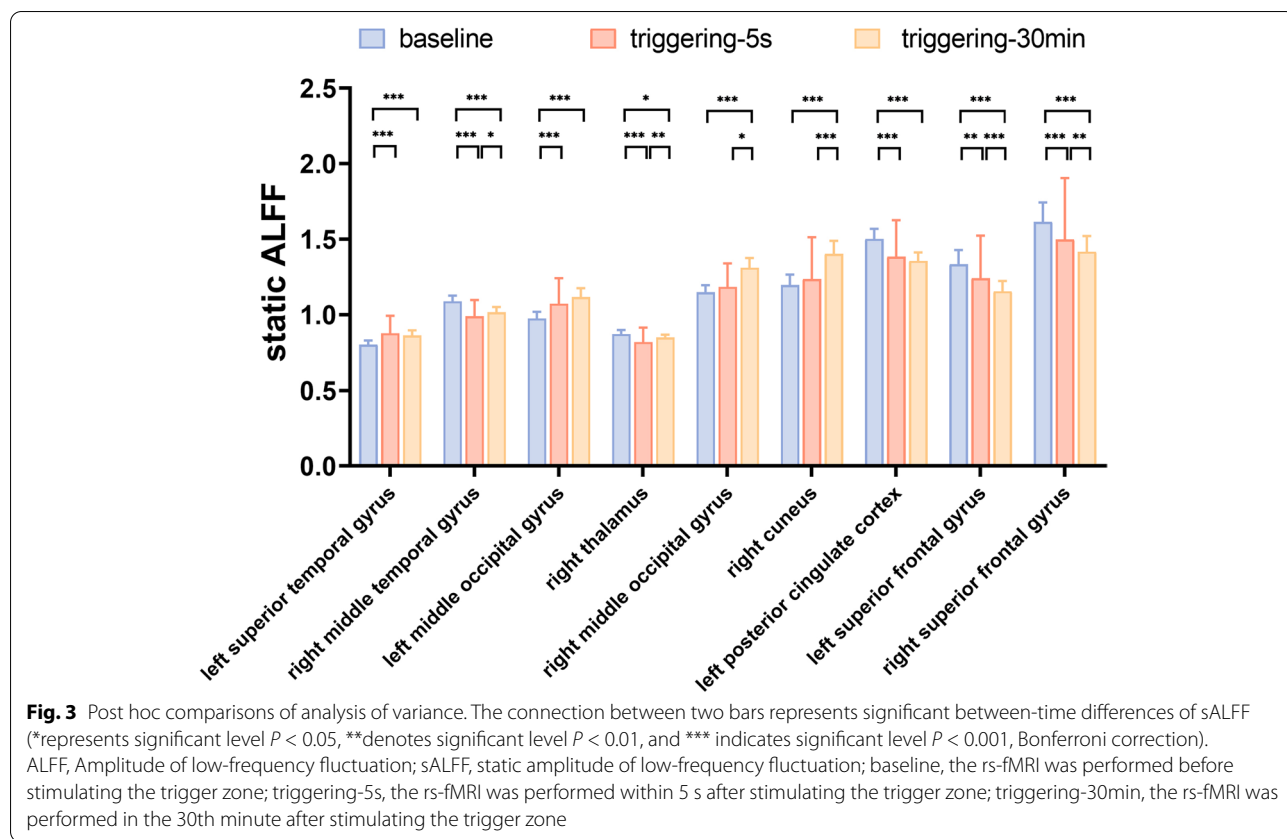 baseline triggering-5s triggering-30min
2.5
2.0
1.5
1.0
0.5
0.0
static ALFF
*** *** *** * *** *** *** *** ***
*** *** * *** *** ** * *** *** ** *** *** **
left superior temporal gyrus
right middle temporal gyrus
left middle occipital gyrus
right thalamus
right middle occipital gyrus
right cuneus
left posterior cingulate cortex
left superior frontal gyrus
right superior frontal gyrus
Fig. 3 Post hoc comparisons of analysis of variance. The connection between two bars represents significant between-time differences of sALFF
(*represents significant level P < 0.05, **denotes significant level P < 0.01, and *** indicates significant level P < 0.001, Bonferroni correction).
ALFF, Amplitude of low-frequency fluctuation; sALFF, static amplitude of low-frequency fluctuation; baseline, the rs-fMRI was performed before
stimulating the trigger zone; triggering-5s, the rs-fMRI was performed within 5 s after stimulating the trigger zone; triggering-30min, the rs-fMRI was
performed in the 30th minute after stimulating the trigger zone